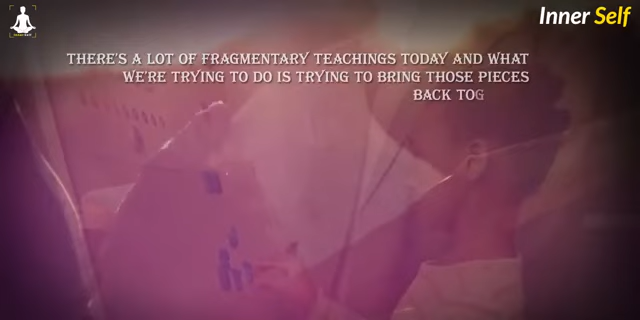 Inner Self
THERE'S A LOT OF FRAGMENTARY TEACHINGS TODAY AND WHAT
WE'RE TRYING TO DO IS TRYING TO BRING THOSE PIECES
BACK TOG